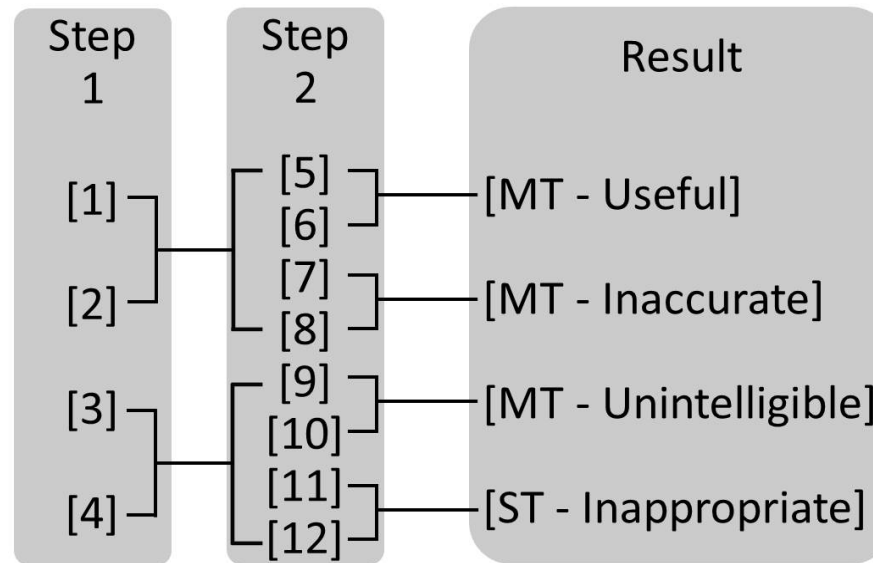 Step
1
Step
2
Result
[1]
[2]
[3]
[4]
[5]
[6]
[7]
[8]
[9]
[10]
[11]
[12]
[MT - Useful]
[MT - Inaccurate]
[MT - Unintelligible]
[ST - Inappropriate]